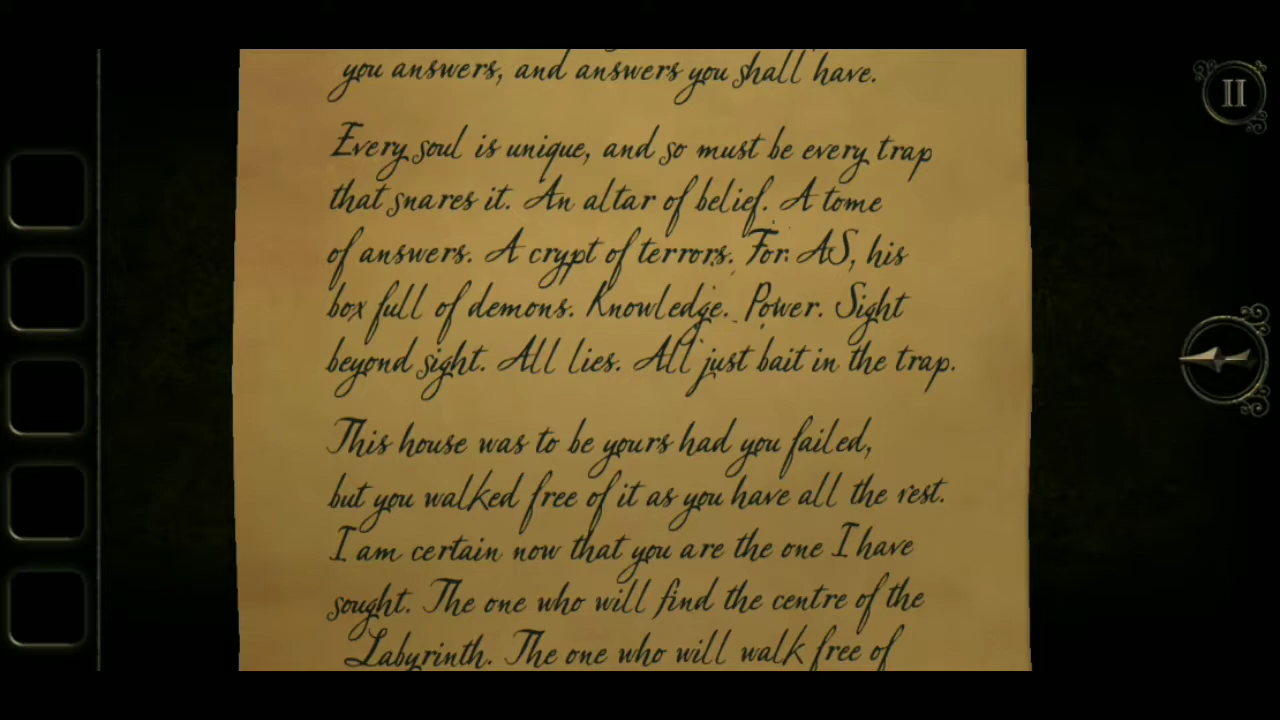 you answers, and answers you shall have.
Every soul is unique, and so must be every trap
that snares it. An altar of belief. A tome
of answers. A crypt of terrors. For AS, his
box full of demons. Knowledge. Power. Sight
beyond sight. All lies. All just bait in the trap.
This house was to be yours had you failed,
but you walked free of it as you have all the rest.
I am certain now that you are the one I have
sought. The one who will find the centre of the
Labyrinth. The one who will walk free of